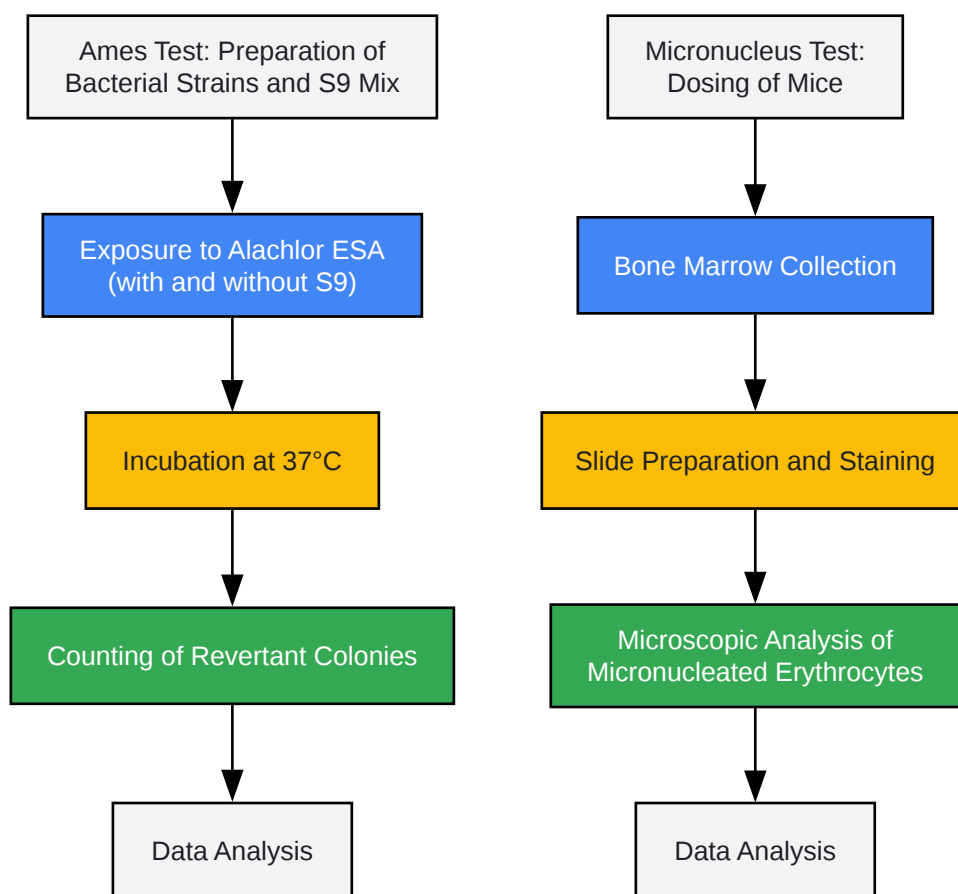 Ames Test: Preparation of
Bacterial Strains and S9 Mix
Exposure to Alachlor ESA
(with and without S9)
Incubation at 37°C
Counting of Revertant Colonies
Data Analysis
Micronucleus Test:
Dosing of Mice
Bone Marrow Collection
Slide Preparation and Staining
Microscopic Analysis of
Micronucleated Erythrocytes
Data Analysis